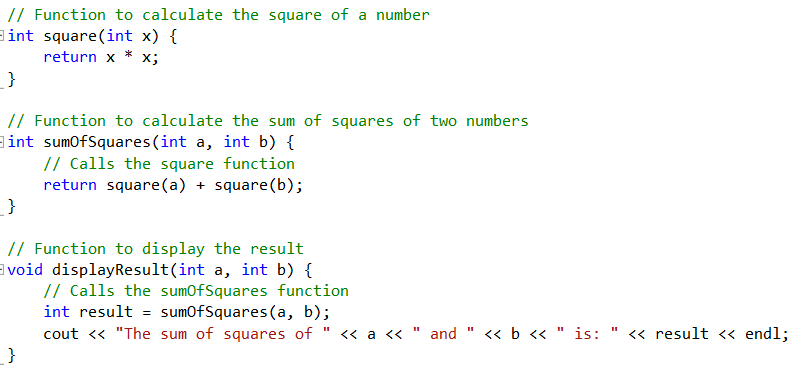 // Function to calculate the square of a number
int square(int x) {
    return x * x;
}

// Function to calculate the sum of squares of two numbers
int sumOfSquares(int a, int b) {
    // Calls the square function
    return square(a) + square(b);
}

// Function to display the result
void displayResult(int a, int b) {
    // Calls the sumOfSquares function
    int result = sumOfSquares(a, b);
    cout << "The sum of squares of " << a << " and " << b << " is: " << result << endl;
}